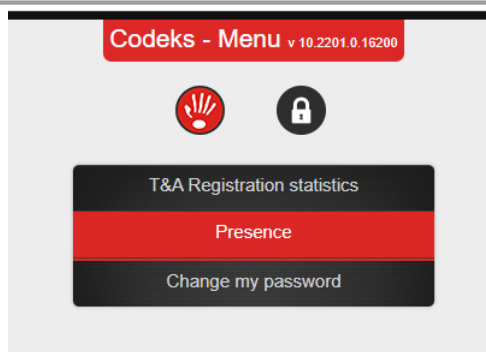 Codeks - Menu v 10.2201.0.16200
T&A Registration statistics
Presence
Change my password